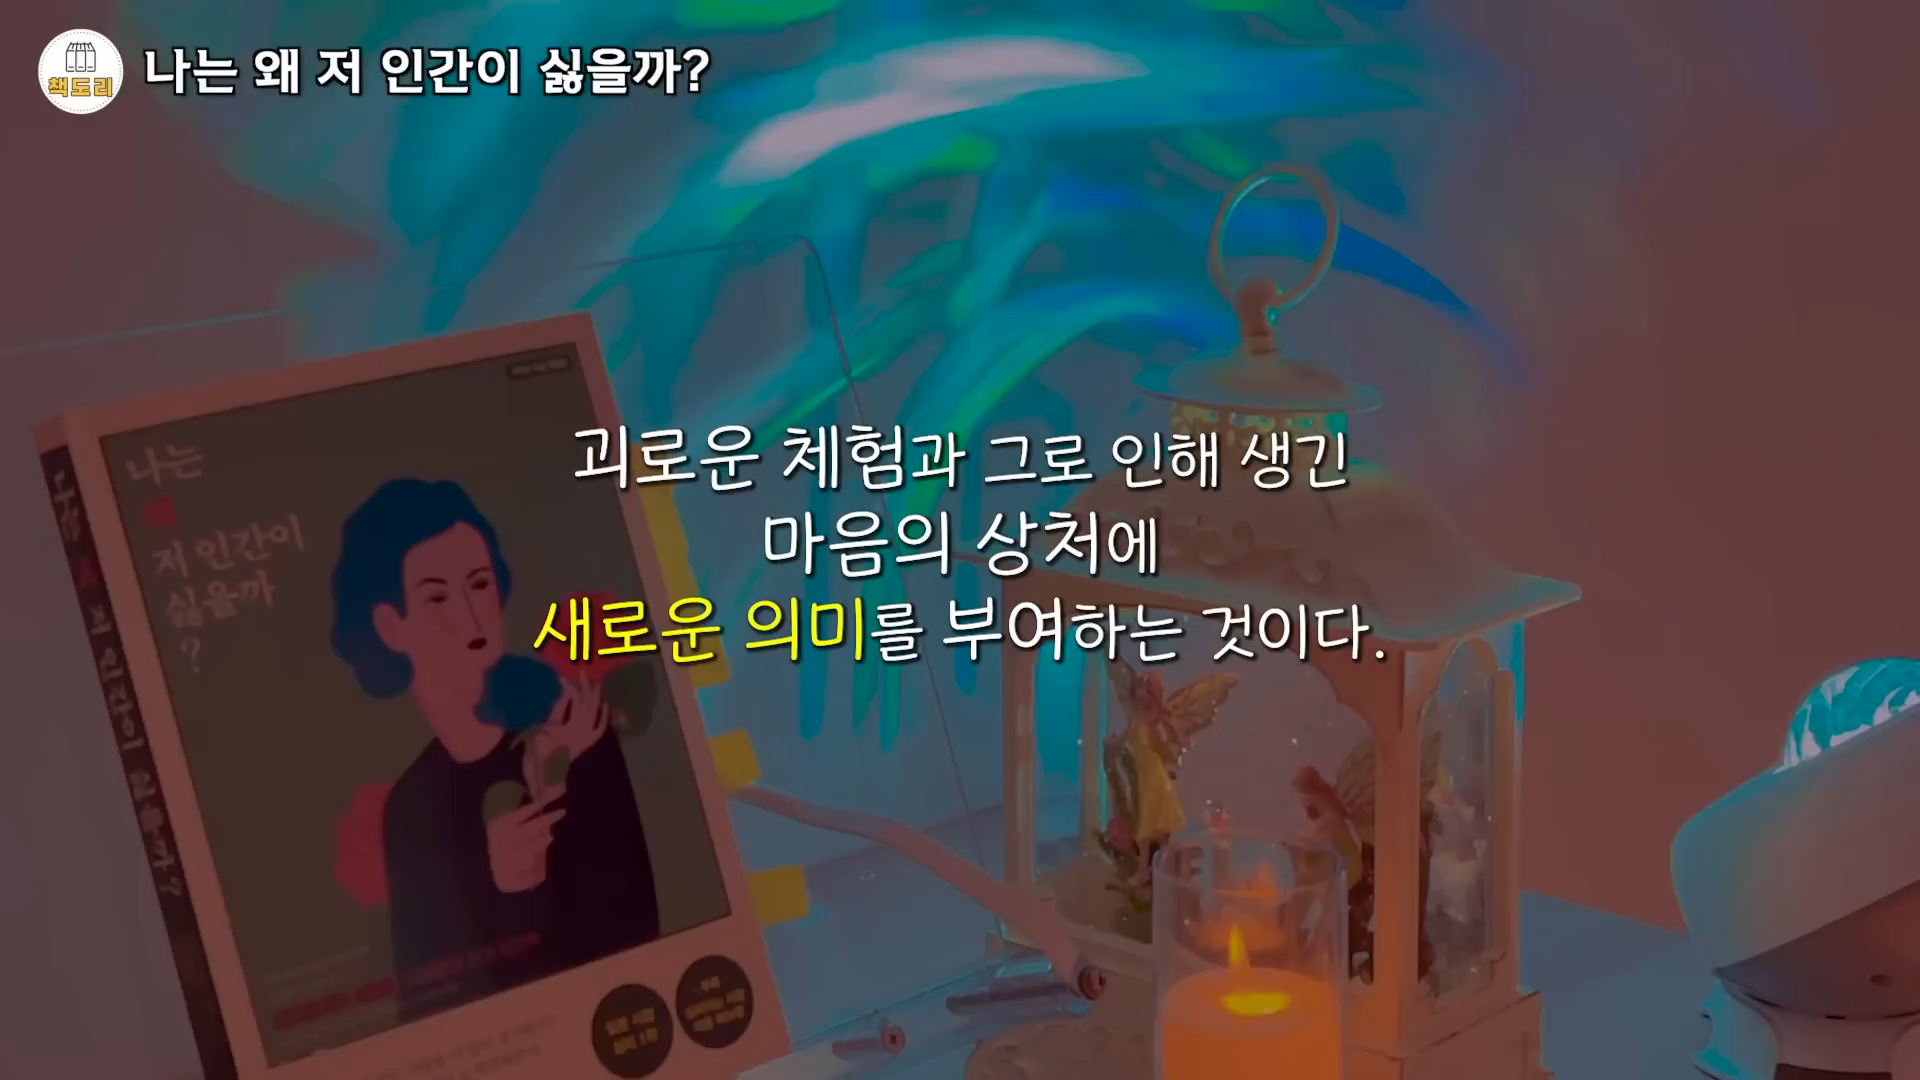 책도리
나는 왜 저 인간이 싫을까?
괴로운 체험과 그로 인해 생긴
마음의 상처에
새로운 의미를 부여하는 것이다.
나는
왜
저 인간이
싫을까
?